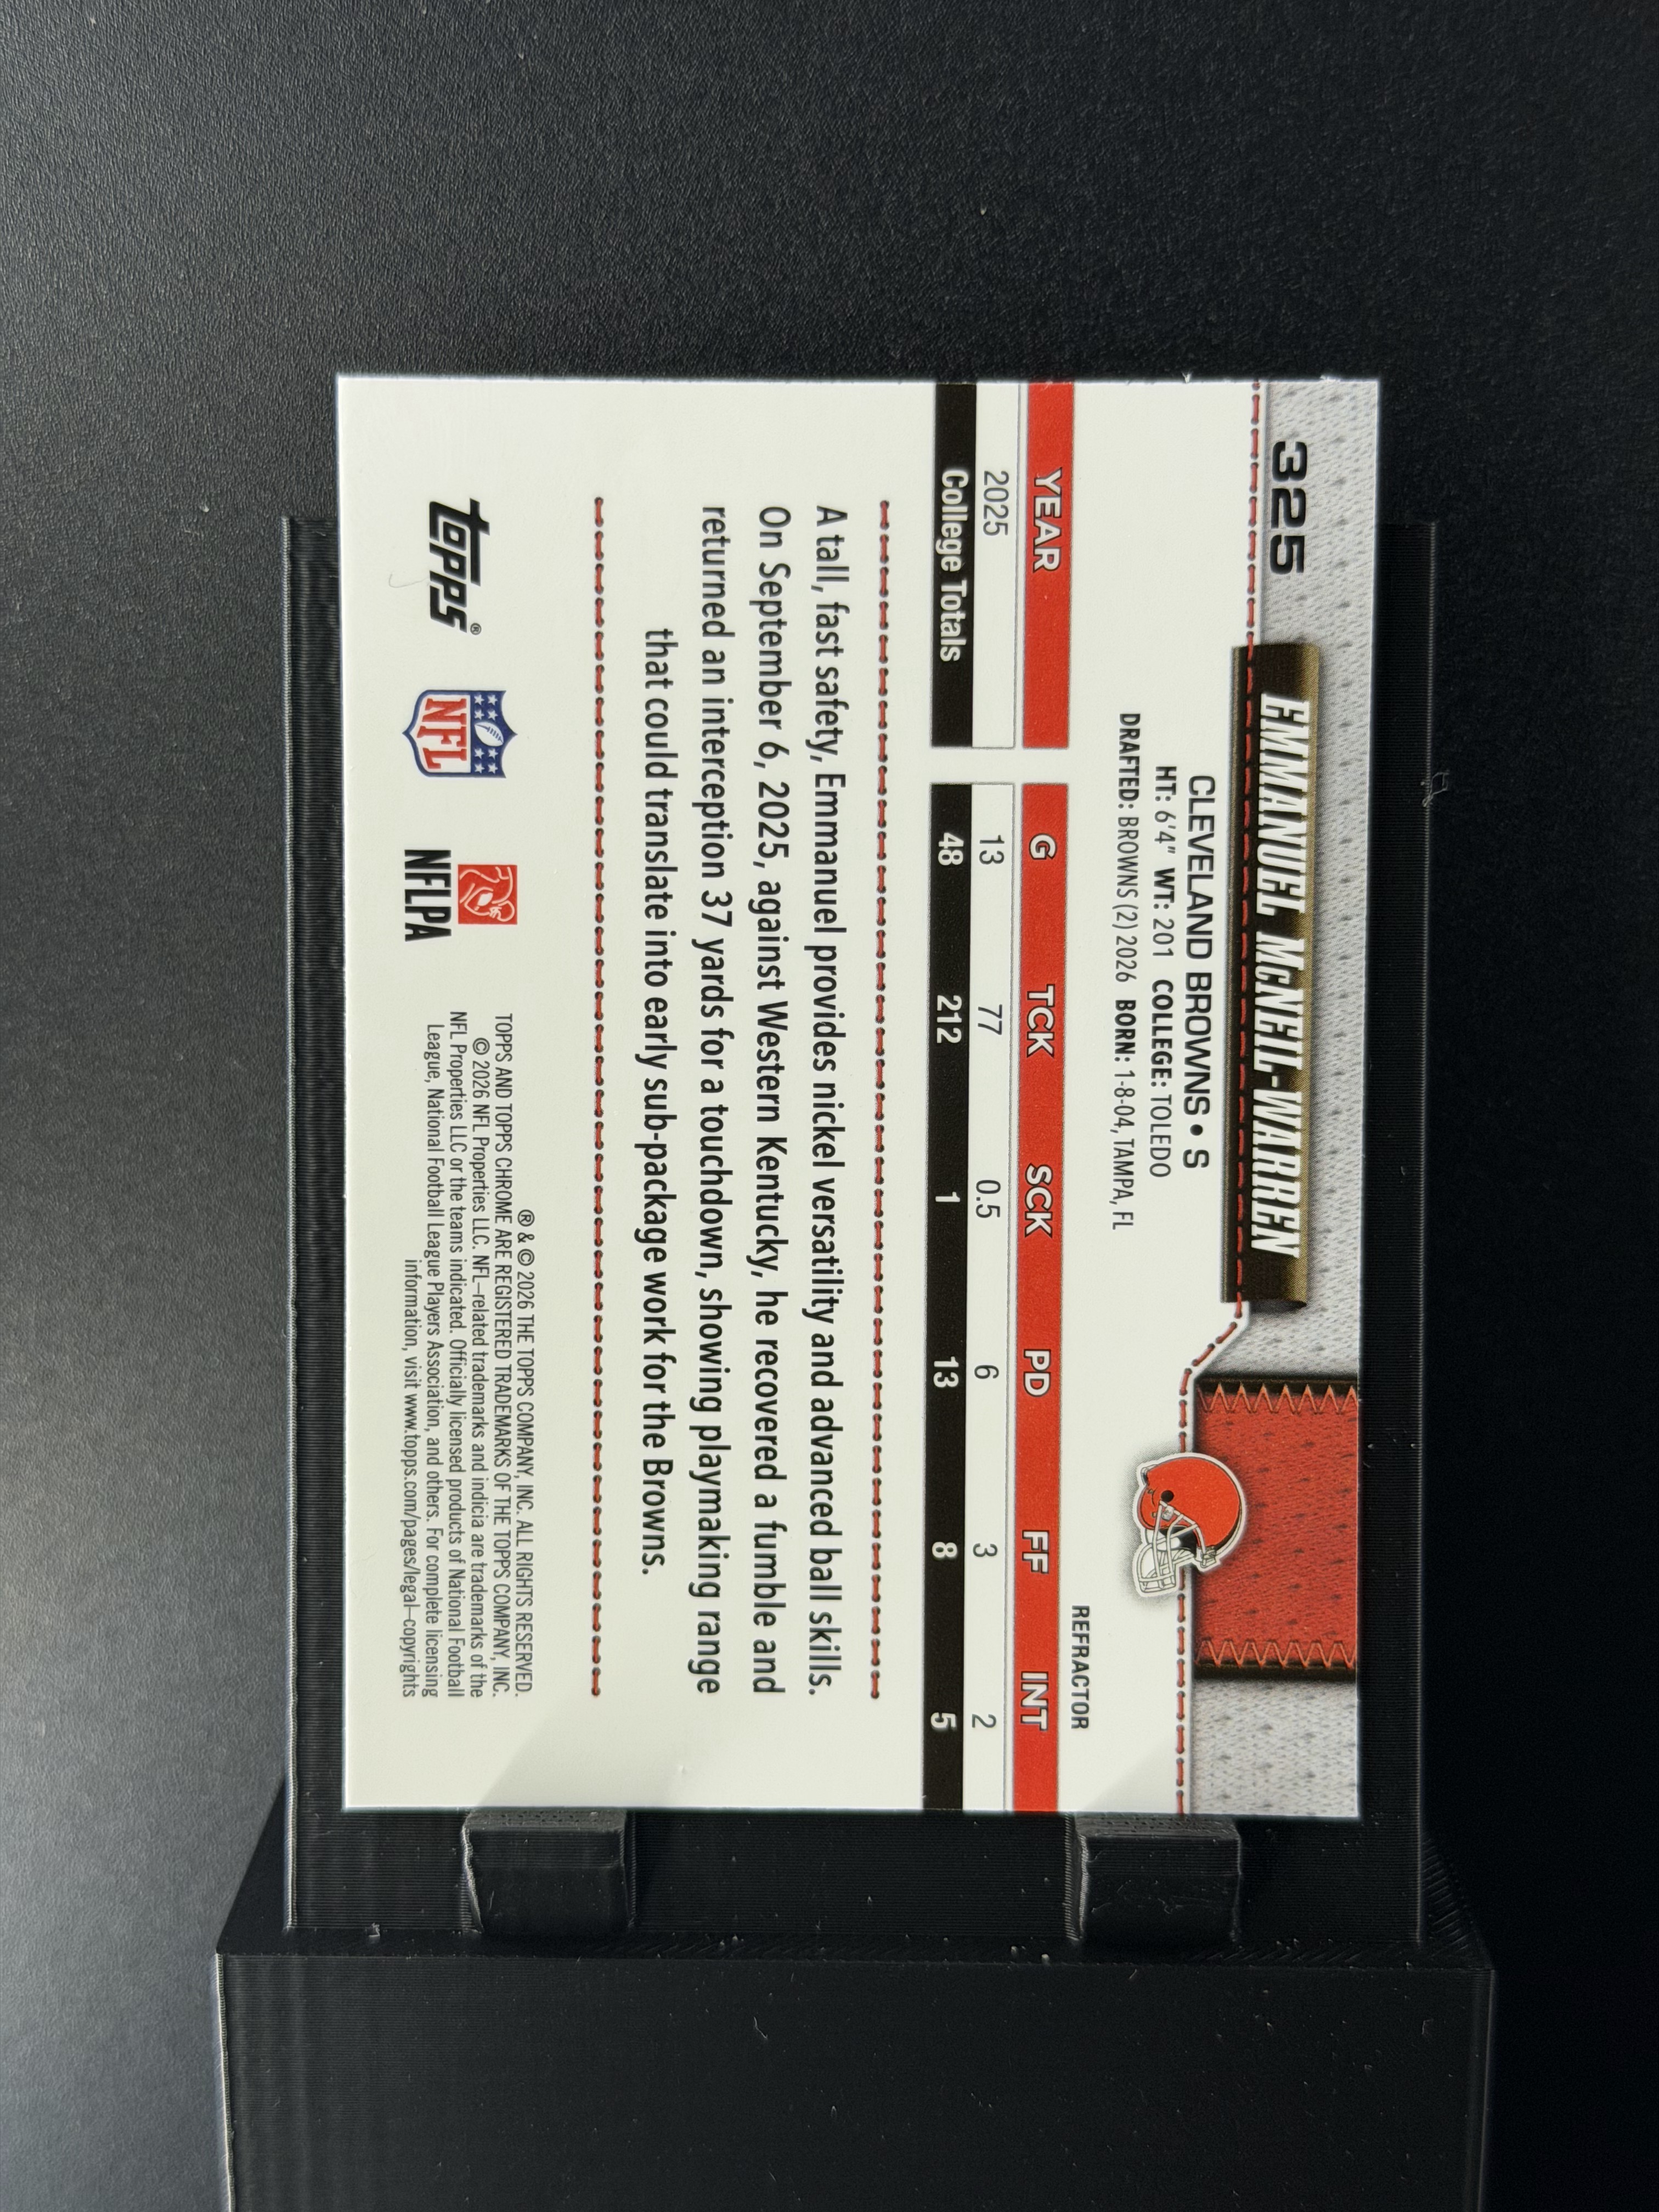 325
EMMANUEL McNEIL-WARREN
CLEVELAND BROWNS • S
HT: 6'4" WT: 201 COLLEGE: TOLEDO
DRAFTED: BROWNS (2) 2026 BORN: 1-8-04, TAMPA, FL
REFRACTOR
YEAR G TCK SCK PD FF INT
2025 13 77 0.5 6 3 2
College Totals 48 212 1 13 8 5
A tall, fast safety, Emmanuel provides nickel versatility and advanced ball skills.
On September 6, 2025, against Western Kentucky, he recovered a fumble and
returned an interception 37 yards for a touchdown, showing playmaking range
that could translate into early sub-package work for the Browns.
topps®
NFL
NFLPA
® & © 2026 THE TOPPS COMPANY, INC. ALL RIGHTS RESERVED.
TOPPS AND TOPPS CHROME ARE REGISTERED TRADEMARKS OF THE TOPPS COMPANY, INC.
© 2026 NFL Properties LLC. NFL–related trademarks and indicia are trademarks of the
NFL Properties LLC or the teams indicated. Officially licensed products of National Football
League, National Football League Players Association, and others. For complete licensing
information, visit www.topps.com/pages/legal–copyrights